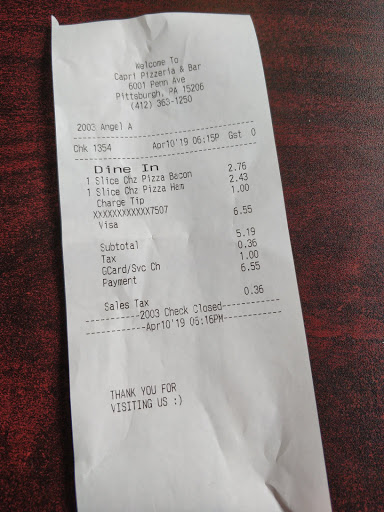 Welcome To
Capri Pizzeria & Bar
6001 Penn Ave
Pittsburgh, PA 15206
(412) 363-1250
2003 Angel A
Chk 1354 Apr10'19 06:15P Gst 0
Dine In
1 Slice Chz Pizza Bacon 2.76
1 Slice Chz Pizza Ham 2.43
Charge Tip 1.00
XXXXXXXXXXXX7507
Visa 6.55
Subtotal 5.19
Tax 0.36
GCard/Svc Ch 1.00
Payment 6.55
Sales Tax 0.36
------------2003 Check Closed------------
------------Apr10'19 06:16PM------------
THANK YOU FOR
VISITING US :)